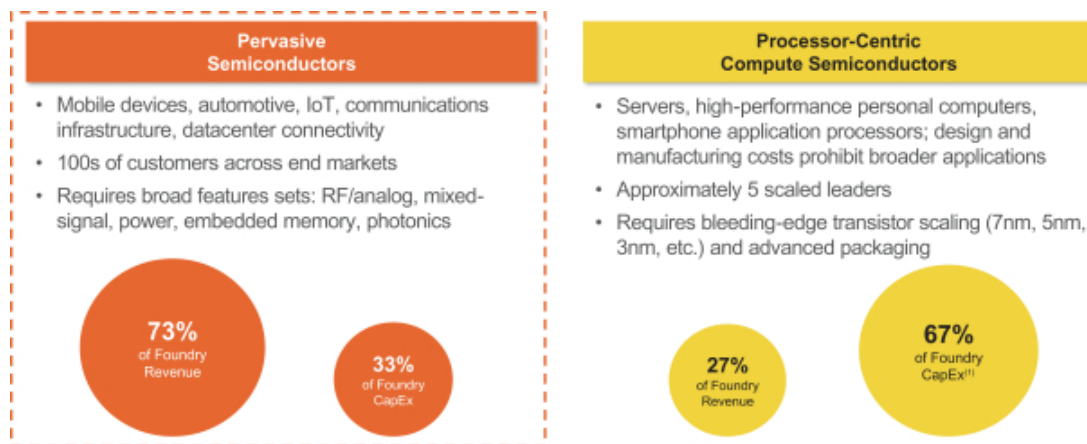 Pervasive
Semiconductors
• Mobile devices, automotive, IoT, communications
infrastructure, datacenter connectivity
• 100s of customers across end markets
• Requires broad features sets: RF/analog, mixed-
signal, power, embedded memory, photonics
73%
of Foundry
Revenue
33%
of Foundry
CapEx
Processor-Centric
Compute Semiconductors
• Servers, high-performance personal computers,
smartphone application processors; design and
manufacturing costs prohibit broader applications
• Approximately 5 scaled leaders
• Requires bleeding-edge transistor scaling (7nm, 5nm,
3nm, etc.) and advanced packaging
27%
of Foundry
Revenue
67%
of Foundry
CapEx(1)